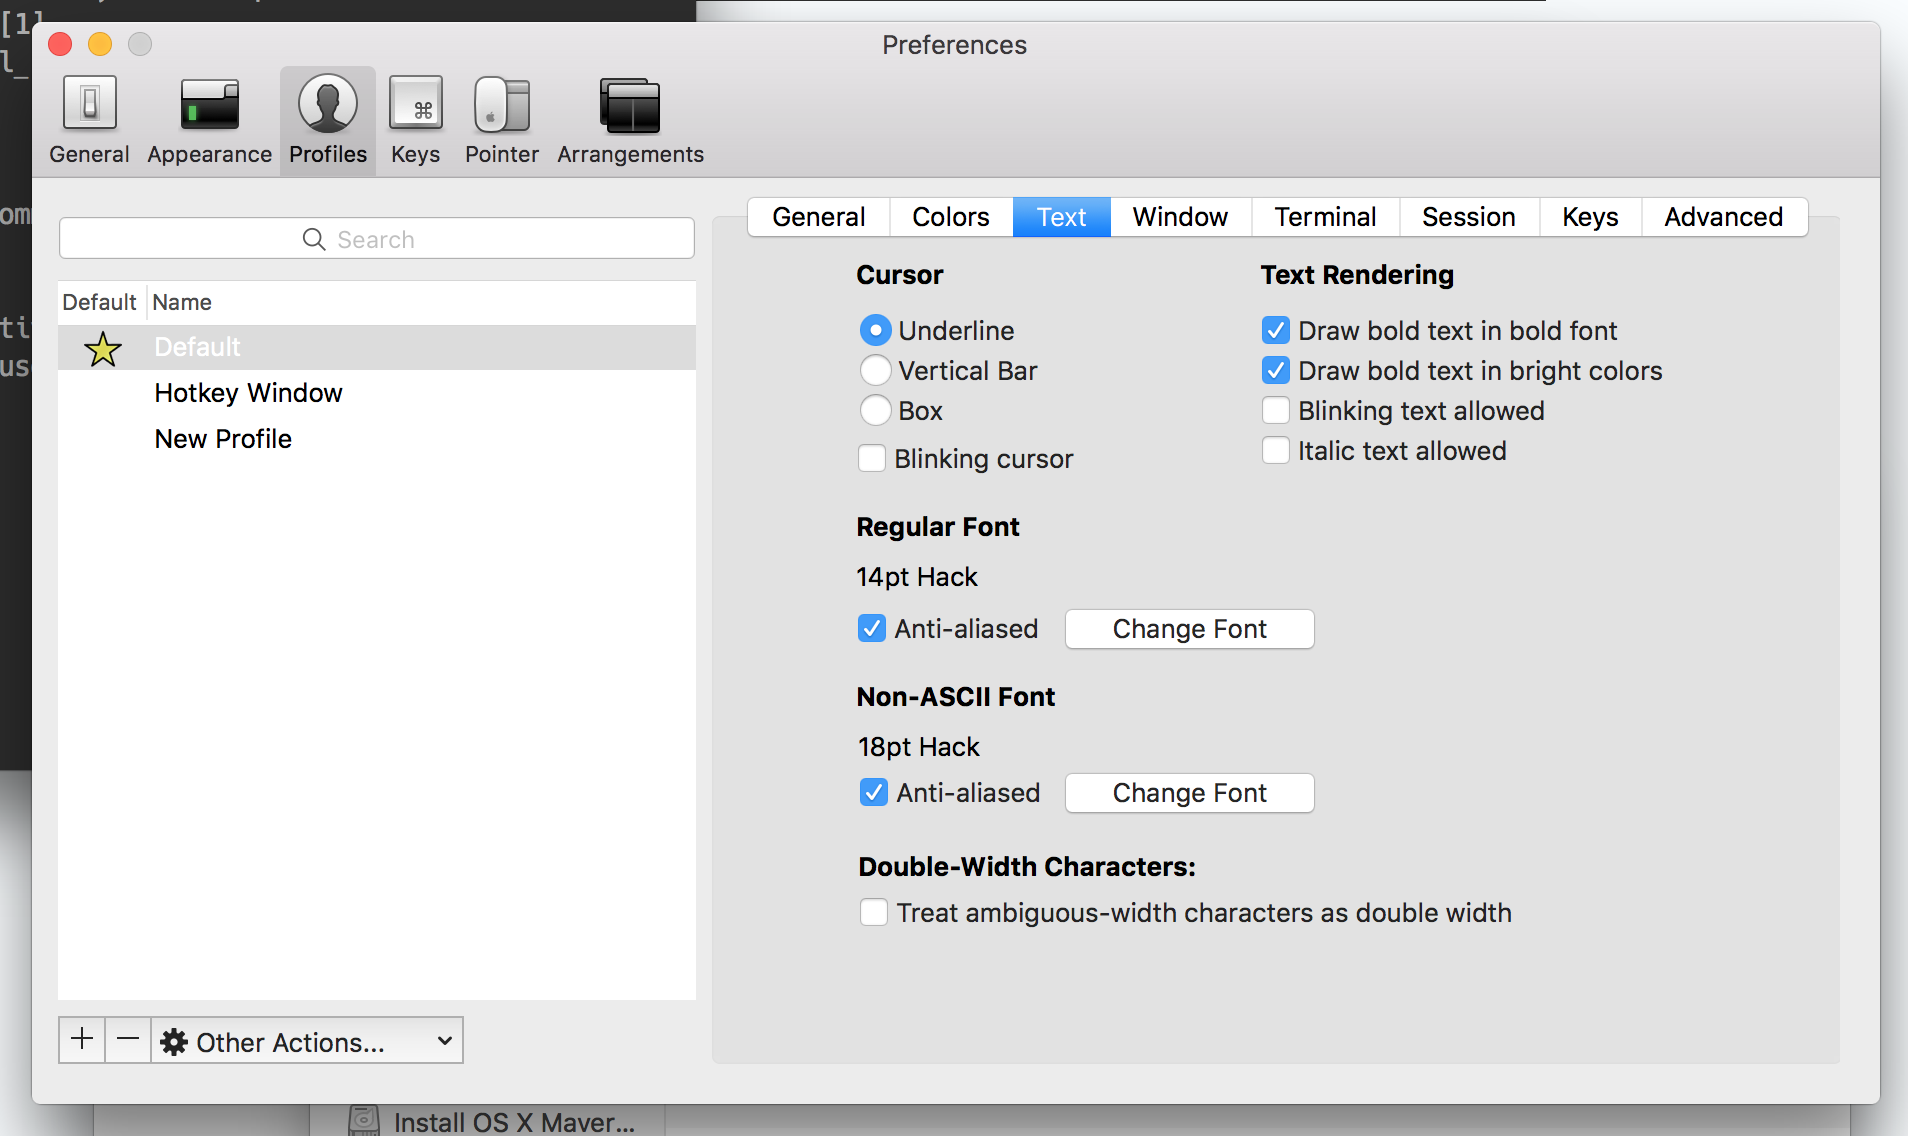 [1]
Preferences
l_
General Appearance Profiles Keys Pointer Arrangements
General Colors Text Window Terminal Session Keys Advanced
Search
Default Name
Default
Hotkey Window
New Profile
Cursor
Underline
Vertical Bar
Box
Blinking cursor
Text Rendering
Draw bold text in bold font
Draw bold text in bright colors
Blinking text allowed
Italic text allowed
Regular Font
14pt Hack
Anti-aliased Change Font
Non-ASCII Font
18pt Hack
Anti-aliased Change Font
Double-Width Characters:
Treat ambiguous-width characters as double width
+ − Other Actions...
Install OS X Maver...